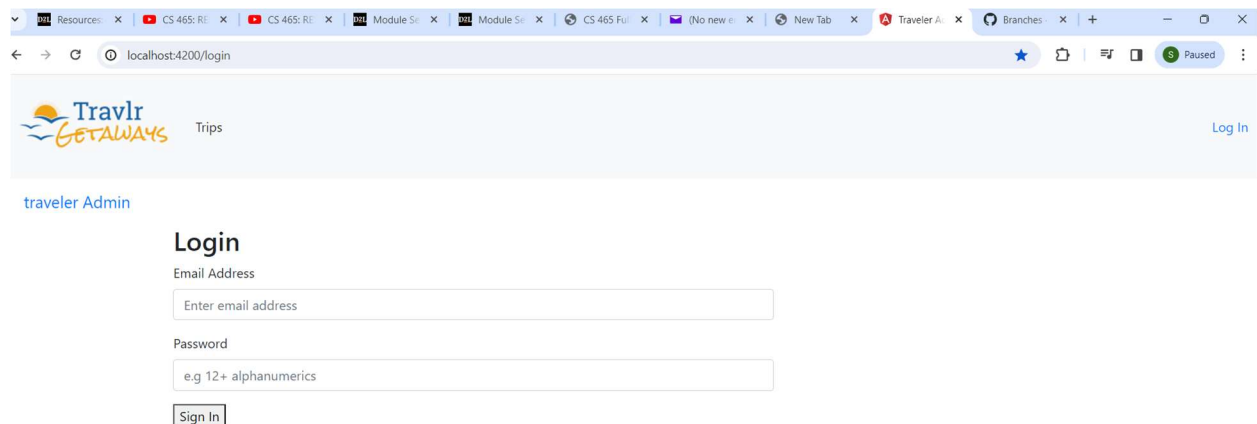 Resources: CS 465: RE CS 465: RE Module Se Module Se CS 465 Full (No new e New Tab Traveler A Branches · +
localhost:4200/login S Paused
Travlr
GETAWAYS
Trips
Log In
traveler Admin
Login
Email Address
Enter email address
Password
e.g 12+ alphanumerics
Sign In